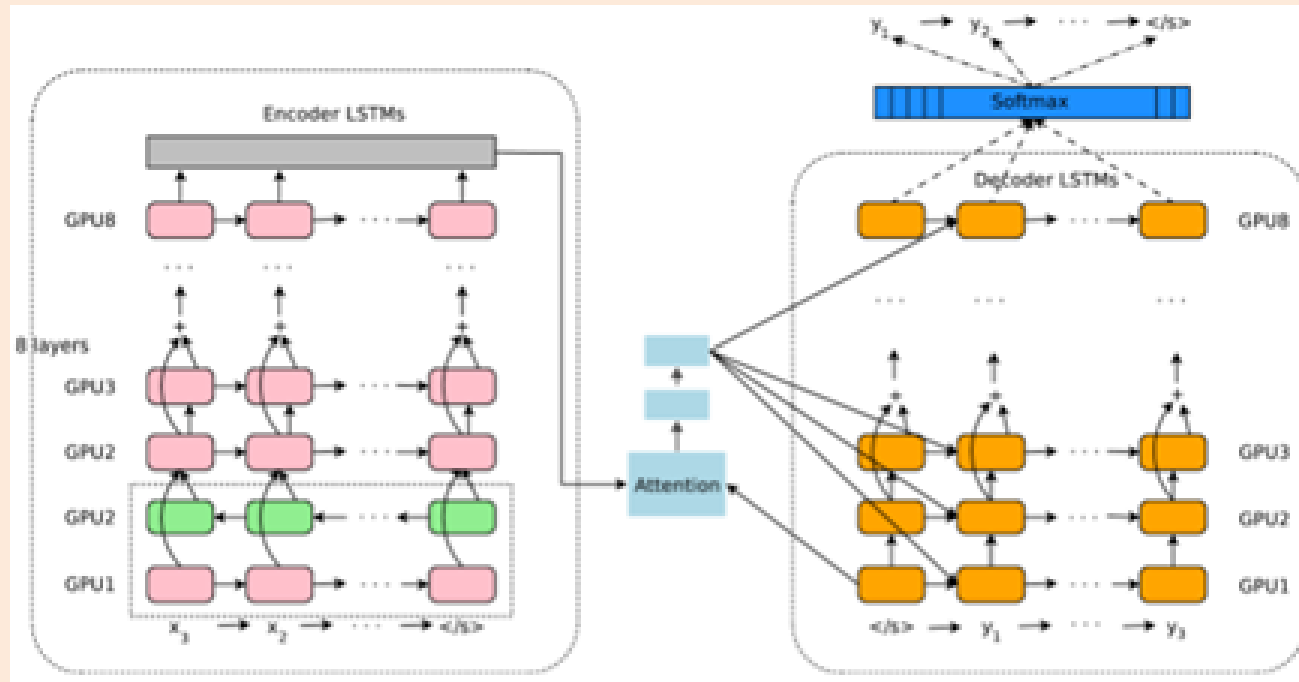 y1 y2 ... </s>
Softmax
Encoder LSTMs
Decoder LSTMs
GPU8
GPU8
8 layers
GPU3
GPU2
GPU2
GPU1
Attention
GPU3
GPU2
GPU1
x3 x2 ... </s>
</s> y1 ... y3